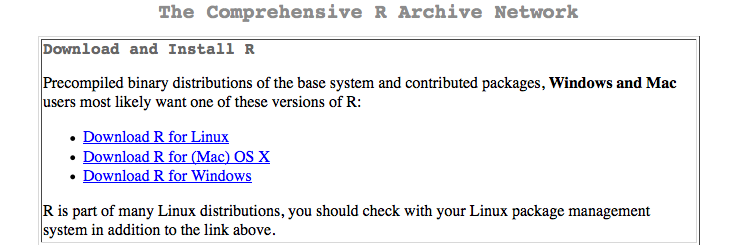 The Comprehensive R Archive Network
Download and Install R
Precompiled binary distributions of the base system and contributed packages, Windows and Mac
users most likely want one of these versions of R:
• Download R for Linux
• Download R for (Mac) OS X
• Download R for Windows
R is part of many Linux distributions, you should check with your Linux package management
system in addition to the link above.